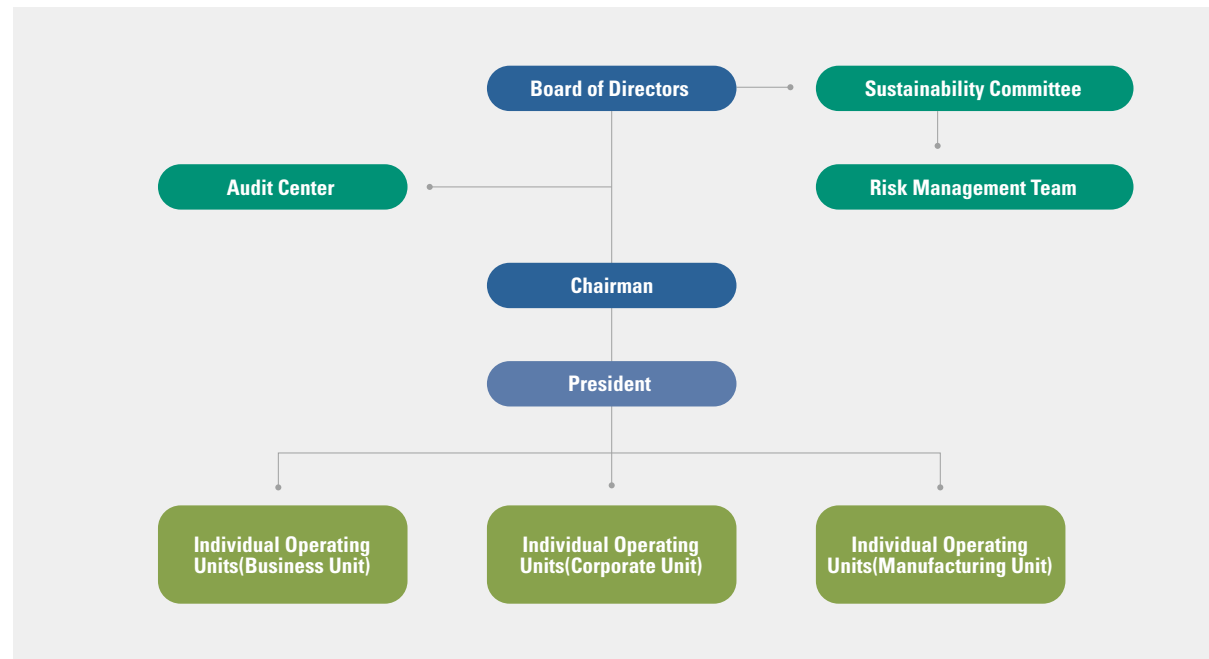 Board of Directors
Sustainability Committee
Audit Center
Risk Management Team
Chairman
President
Individual Operating
Units(Business Unit)
Individual Operating
Units(Corporate Unit)
Individual Operating
Units(Manufacturing Unit)